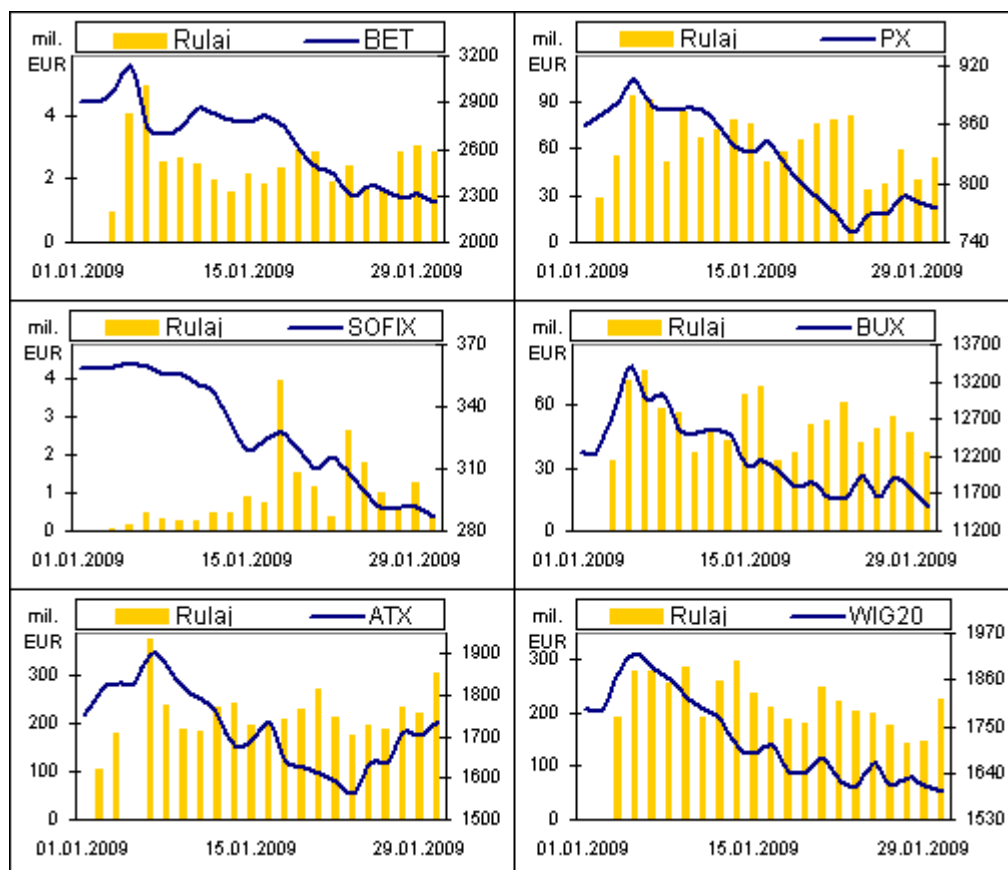 mil. Rulaj BET
EUR 3200
4 2900
2600
2 2300
0 2000
01.01.2009 15.01.2009 29.01.2009
mil. Rulaj PX
EUR 920
90 860
60
30 800
0 740
01.01.2009 15.01.2009 29.01.2009
mil. Rulaj SOFIX
EUR 370
4
3 340
2 310
1
0 280
01.01.2009 15.01.2009 29.01.2009
mil. Rulaj BUX
EUR 13700
13200
60 12700
12200
30 11700
0 11200
01.01.2009 15.01.2009 29.01.2009
mil. Rulaj ATX
EUR 1900
300 1800
200 1700
100 1600
0 1500
01.01.2009 15.01.2009 29.01.2009
mil. Rulaj WIG20
EUR 1970
300 1860
200 1750
100 1640
0 1530
01.01.2009 15.01.2009 29.01.2009